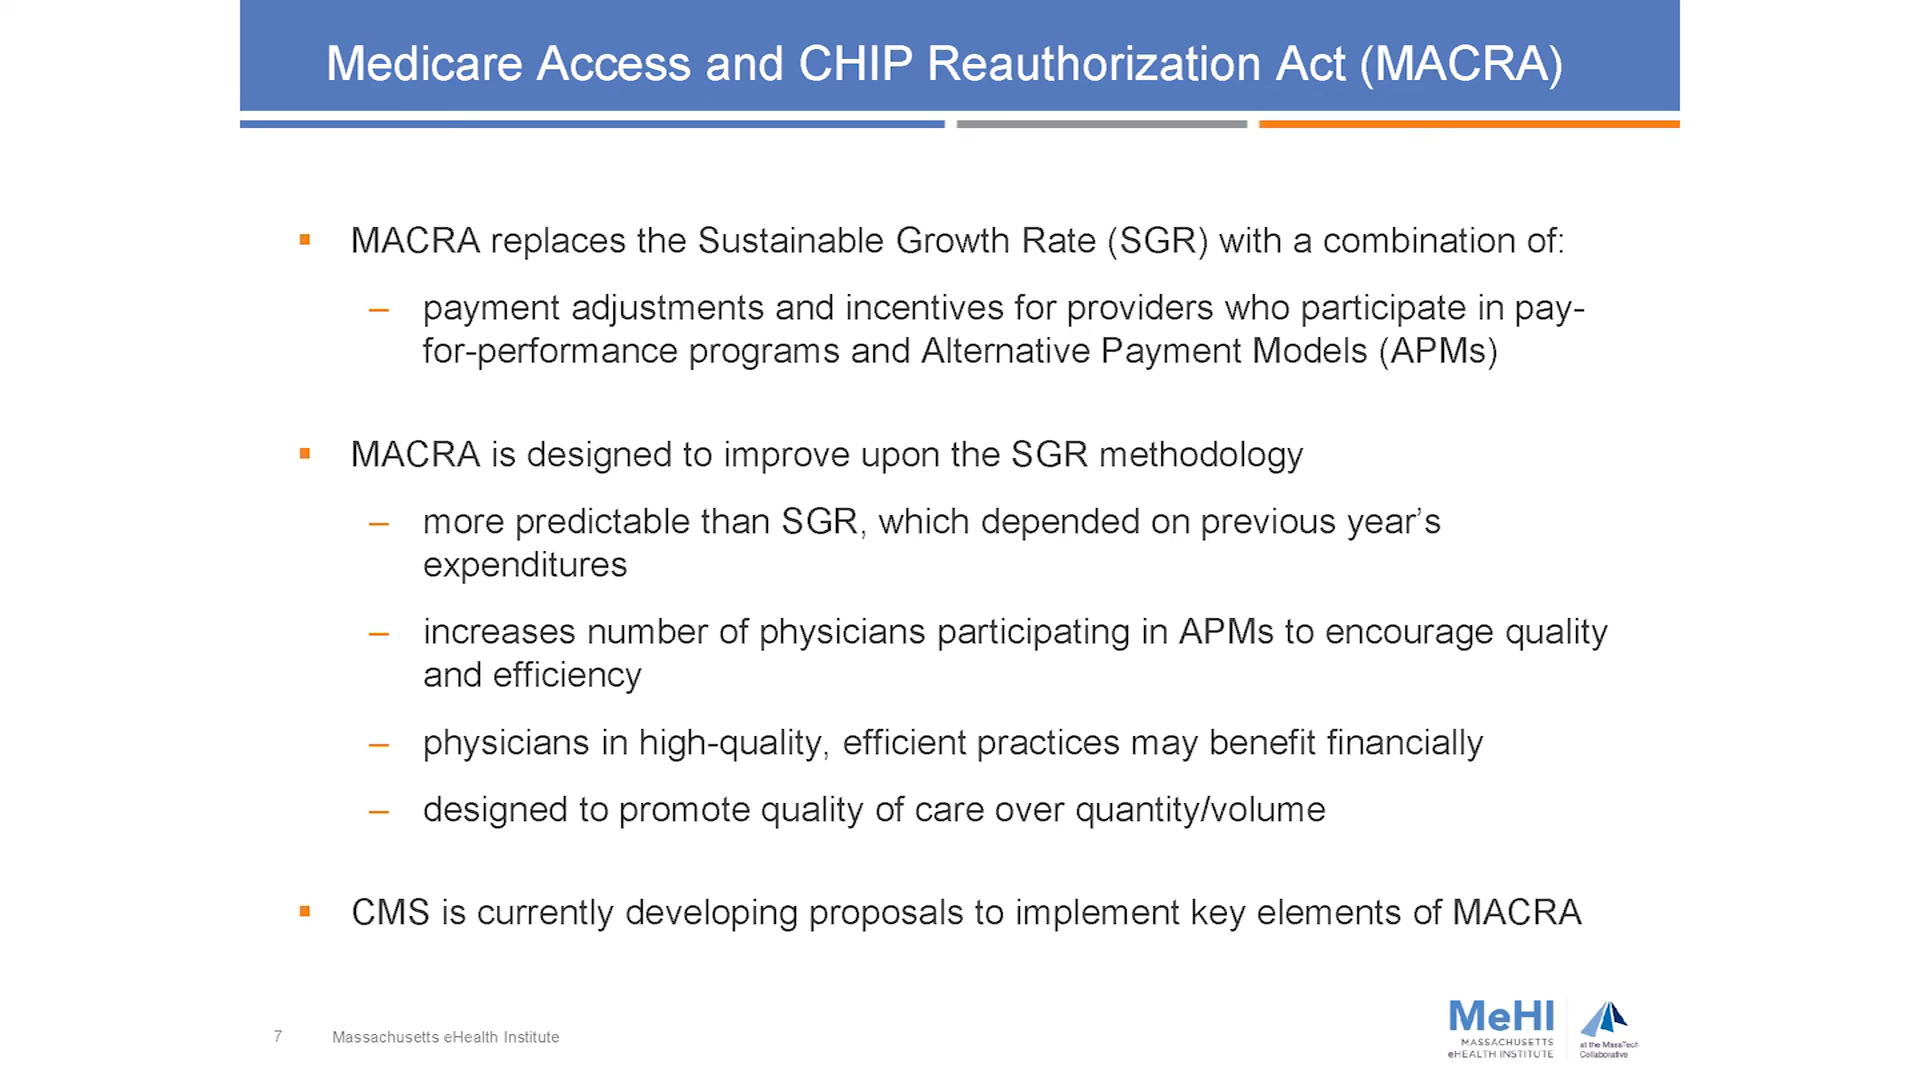 Medicare Access and CHIP Reauthorization Act (MACRA)
▪ MACRA replaces the Sustainable Growth Rate (SGR) with a combination of:
– payment adjustments and incentives for providers who participate in pay-
for-performance programs and Alternative Payment Models (APMs)
▪ MACRA is designed to improve upon the SGR methodology
– more predictable than SGR, which depended on previous year’s
expenditures
– increases number of physicians participating in APMs to encourage quality
and efficiency
– physicians in high-quality, efficient practices may benefit financially
– designed to promote quality of care over quantity/volume
▪ CMS is currently developing proposals to implement key elements of MACRA
7 Massachusetts eHealth Institute
MeHI
MASSACHUSETTS
eHEALTH INSTITUTE
at the MassTech
Collaborative